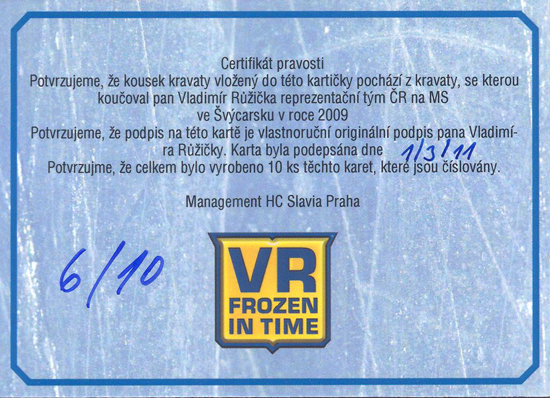 Certifikát pravosti
Potvrzujeme, že kousek kravaty vložený do této kartičky pochází z kravaty, se kterou
koučoval pan Vladimír Růžička reprezentační tým ČR na MS
ve Švýcarsku v roce 2009
Potvrzujeme, že podpis na této kartě je vlastnoruční originální podpis pana Vladimí-
ra Růžičky. Karta byla podepsána dne 1/3/11
Potvrzujme, že celkem bylo vyrobeno 10 ks těchto karet, které jsou číslovány.
Management HC Slavia Praha
6/10
VR
FROZEN
IN TIME